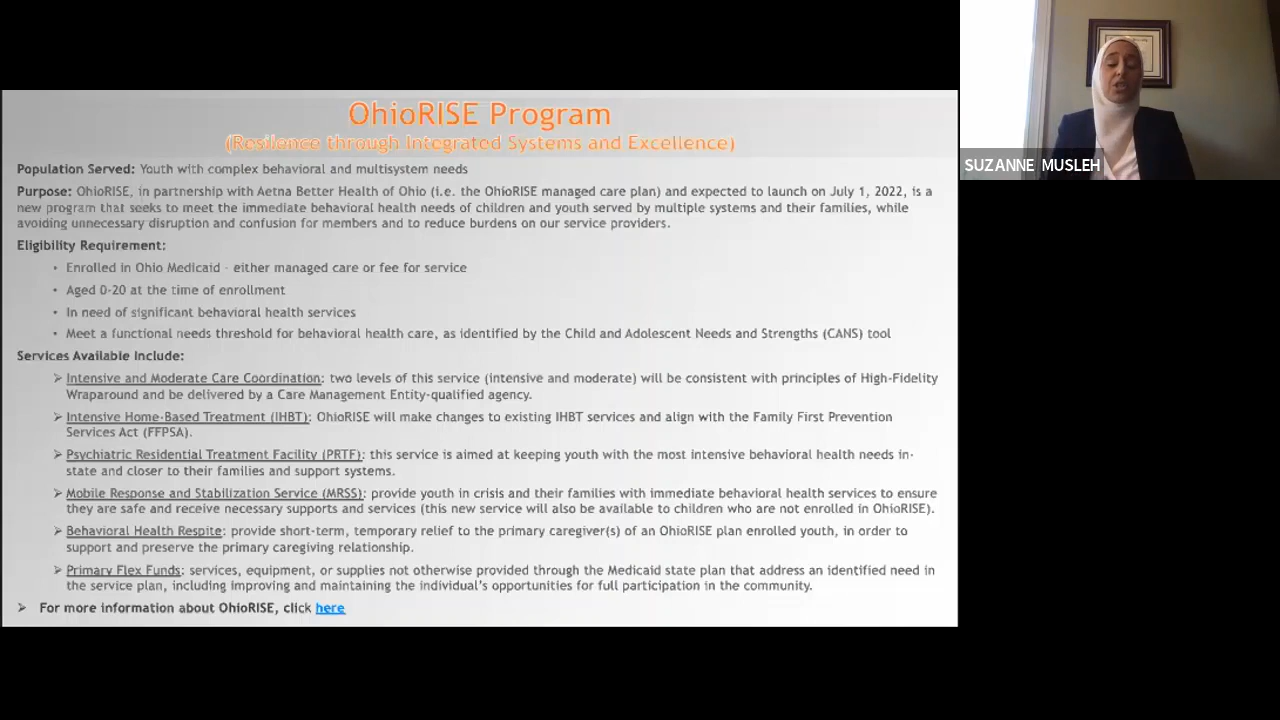 OhioRISE Program
(Resilence through Integrated Systems and Excellence)
Population Served: Youth with complex behavioral and multisystem needs
Purpose: OhioRISE, in partnership with Aetna Better Health of Ohio (i.e. the OhioRISE managed care plan) and expected to launch on July 1, 2022, is a
new program that seeks to meet the immediate behavioral health needs of children and youth served by multiple systems and their families, while
avoiding unnecessary disruption and confusion for members and to reduce burdens on our service providers.
Eligibility Requirement:
• Enrolled in Ohio Medicaid - either managed care or fee for service
• Aged 0-20 at the time of enrollment
• In need of significant behavioral health services
• Meet a functional needs threshold for behavioral health care, as identified by the Child and Adolescent Needs and Strengths (CANS) tool
Services Available Include:
➢ Intensive and Moderate Care Coordination: two levels of this service (intensive and moderate) will be consistent with principles of High-Fidelity
Wraparound and be delivered by a Care Management Entity-qualified agency.
➢ Intensive Home-Based Treatment (IHBT): OhioRISE will make changes to existing IHBT services and align with the Family First Prevention
Services Act (FFPSA).
➢ Psychiatric Residential Treatment Facility (PRTF): this service is aimed at keeping youth with the most intensive behavioral health needs in-
state and closer to their families and support systems.
➢ Mobile Response and Stabilization Service (MRSS): provide youth in crisis and their families with immediate behavioral health services to ensure
they are safe and receive necessary supports and services (this new service will also be available to children who are not enrolled in OhioRISE).
➢ Behavioral Health Respite: provide short-term, temporary relief to the primary caregiver(s) of an OhioRISE plan enrolled youth, in order to
support and preserve the primary caregiving relationship.
➢ Primary Flex Funds: services, equipment, or supplies not otherwise provided through the Medicaid state plan that address an identified need in
the service plan, including improving and maintaining the individual's opportunities for full participation in the community.
➢ For more information about OhioRISE, click here
SUZANNE MUSLEH